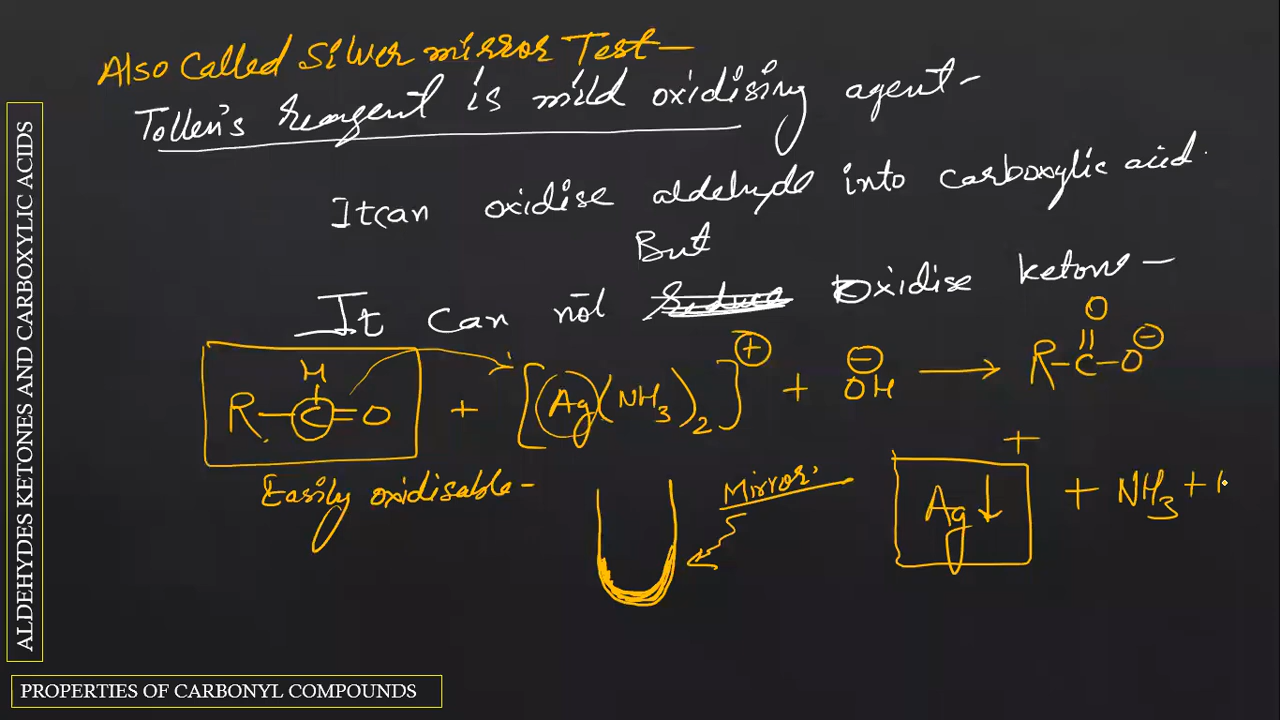 Also Called Silver mirror Test—
Tollen's Reagent is mild oxidising agent-
It can oxidise aldehyde into carboxylic acid.
But
It can not oxidise ketone—
H
R-C=O + [Ag(NH3)2]⊕ + ⊖OH → R-C-O⊖
O
+
Easily oxidisable-
Mirror.
Ag↓ + NH3 +
ALDEHYDES KETONES AND CARBOXYLIC ACIDS
PROPERTIES OF CARBONYL COMPOUNDS